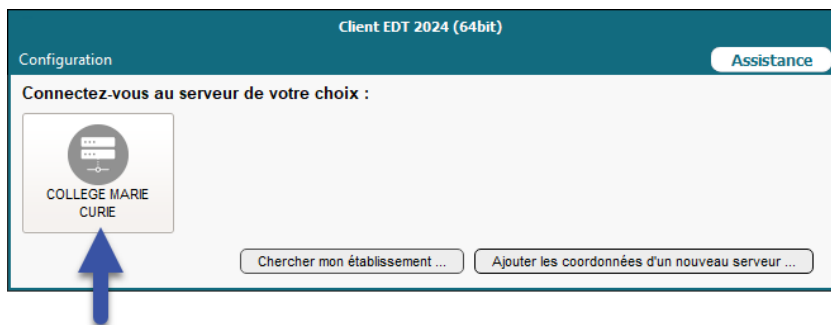 Client EDT 2024 (64bit)
Configuration
Assistance
Connectez-vous au serveur de votre choix :
COLLEGE MARIE
CURIE
Chercher mon établissement ...
Ajouter les coordonnées d'un nouveau serveur ...